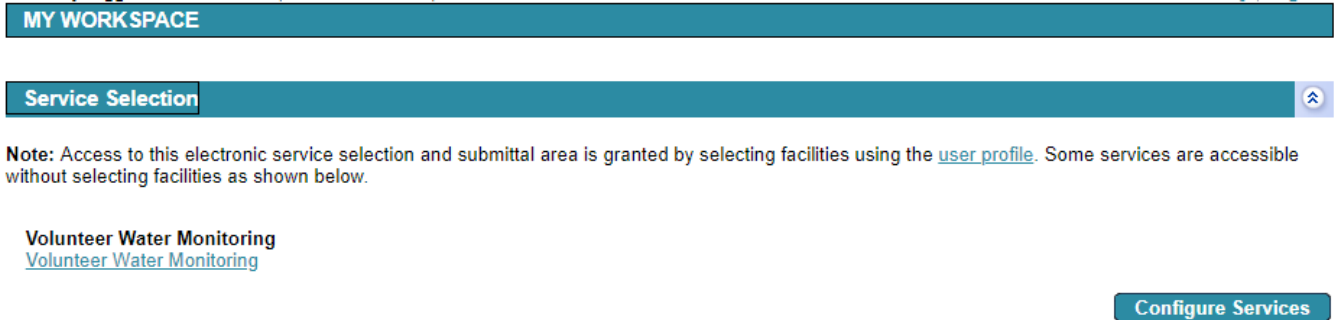 MY WORKSPACE
Service Selection
Note: Access to this electronic service selection and submittal area is granted by selecting facilities using the user profile. Some services are accessible
without selecting facilities as shown below.
Volunteer Water Monitoring
Volunteer Water Monitoring
Configure Services